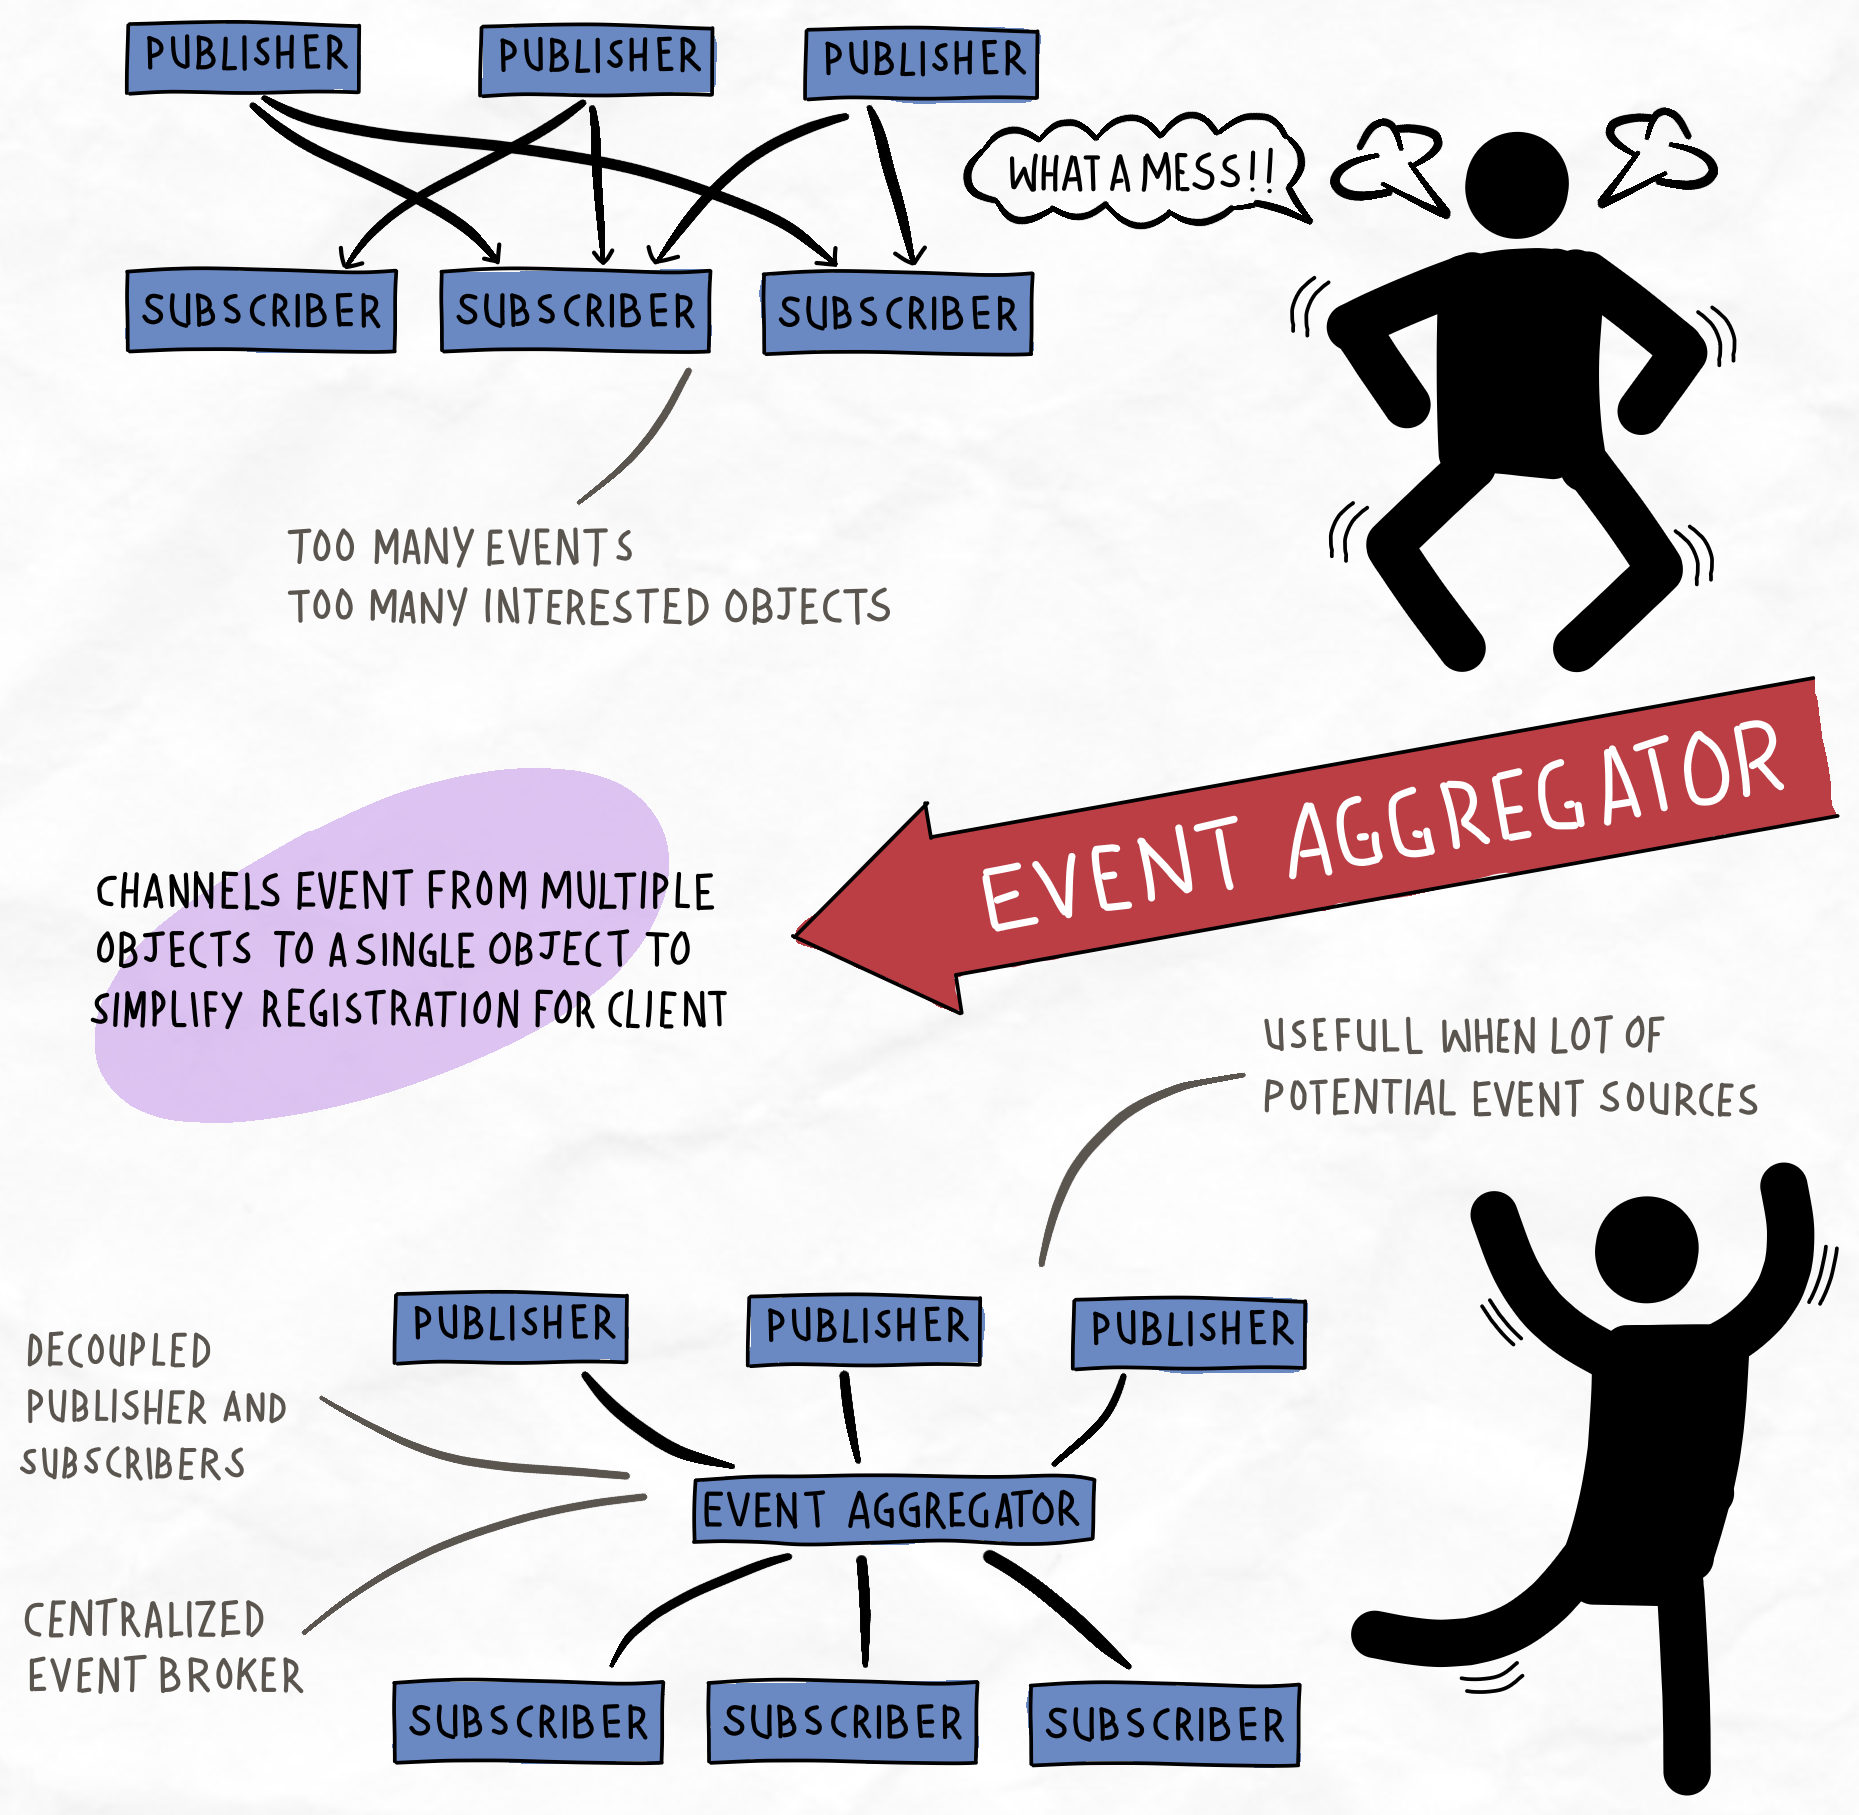 PUBLISHER
PUBLISHER
PUBLISHER
WHAT A MESS!!
SUBSCRIBER
SUBSCRIBER
SUBSCRIBER
TOO MANY EVENTS
TOO MANY INTERESTED OBJECTS
EVENT AGGREGATOR
CHANNELS EVENT FROM MULTIPLE
OBJECTS TO A SINGLE OBJECT TO
SIMPLIFY REGISTRATION FOR CLIENT
USEFULL WHEN LOT OF
POTENTIAL EVENT SOURCES
PUBLISHER
PUBLISHER
PUBLISHER
DECOUPLED
PUBLISHER AND
SUBSCRIBERS
EVENT AGGREGATOR
CENTRALIZED
EVENT BROKER
SUBSCRIBER
SUBSCRIBER
SUBSCRIBER